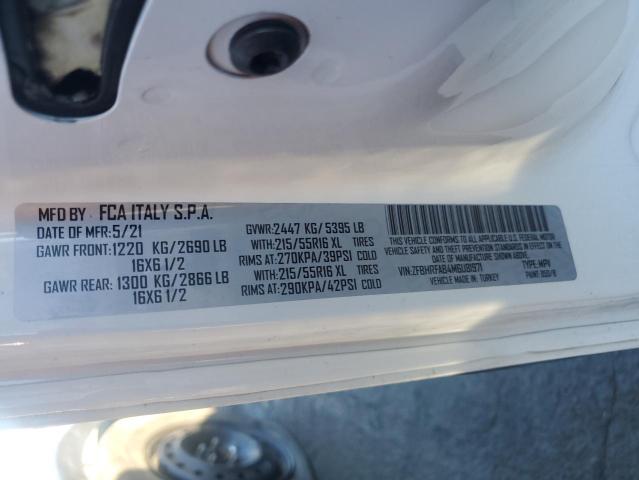 MFD BY FCA ITALY S.P.A.
DATE OF MFR: 5/21 GVWR: 2447 KG/ 5395 LB
GAWR FRONT: 1220 KG/2690 LB WITH: 215/55R16 XL TIRES
16X6 1/2 RIMS AT: 270KPA/39PSI COLD
GAWR REAR: 1300 KG/2866 LB WITH: 215/55R16 XL TIRES
16X6 1/2 RIMS AT: 290KPA/42PSI COLD
THIS VEHICLE CONFORMS TO ALL APPLICABLE U.S.A. FEDERAL MOTOR
VEHICLE SAFETY AND THEFT PREVENTION STANDARDS IN EFFECT ON THE
DATE OF MANUFACTURE SHOWN ABOVE.
TYPE: MPV
VEHICLE MADE IN: TURKEY